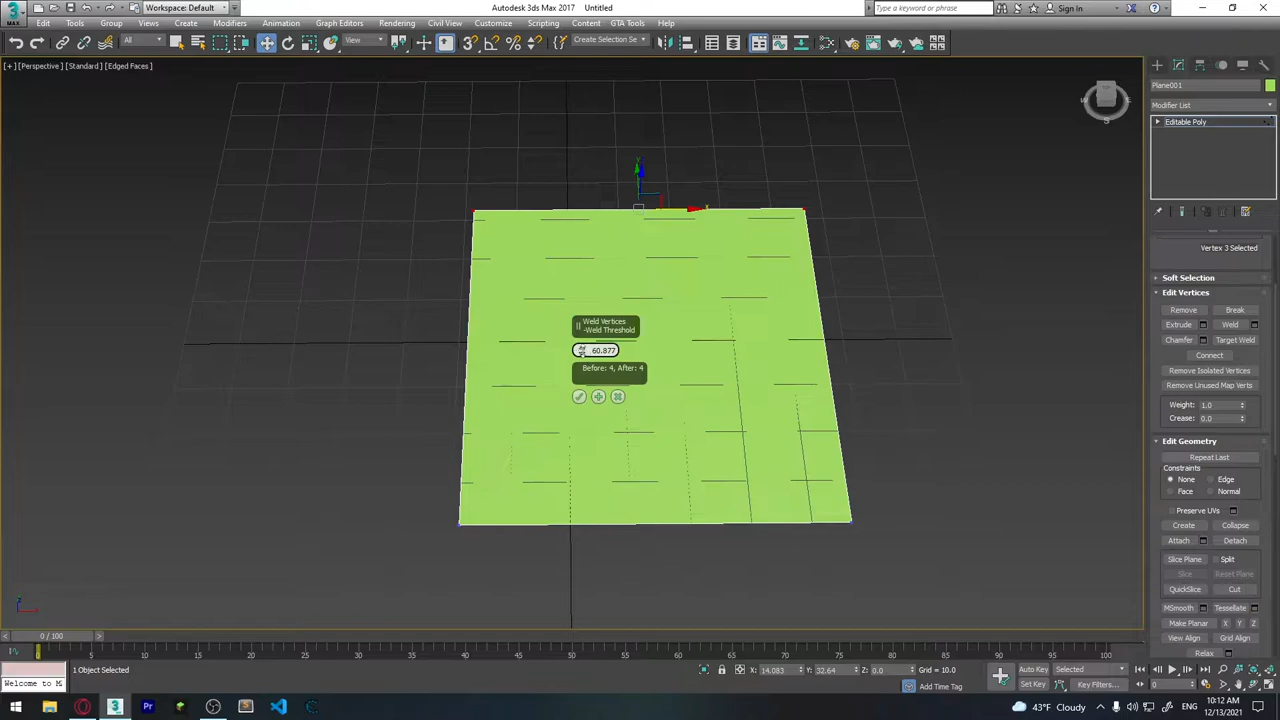 Workspace: Default
Autodesk 3ds Max 2017 Untitled
Type a keyword or phrase
Sign In
Edit Tools Group Views Create Modifiers Animation Graph Editors Rendering Civil View Customize Scripting Content GTA Tools Help
All
View
Create Selection Se
[+] [Perspective] [Standard] [Edged Faces]
Plane001
Modifier List
Editable Poly
Vertex 3 Selected
Soft Selection
Edit Vertices
Remove Break
Extrude Weld
Chamfer Target Weld
Connect
Remove Isolated Vertices
Remove Unused Map Verts
Weight: 1.0
Crease: 0.0
Edit Geometry
Repeat Last
Constraints
None Edge
Face Normal
Preserve UVs
Create Collapse
Attach Detach
Slice Plane Split
Slice Reset Plane
QuickSlice Cut
MSmooth Tessellate
Make Planar X Y Z
View Align Grid Align
Relax
Weld Vertices
-Weld Threshold
60.877
Before: 4, After: 4
0 / 100
0 5 10 15 20 25 30 35 40 45 50 55 60 65 70 75 80 85 90 95 100
1 Object Selected
X: 14.083 Y: 32.64 Z: 0.0 Grid = 10.0
Auto Key Selected
Welcome to M
Add Time Tag
Set Key Key Filters...
0
43°F Cloudy
ENG
10:12 AM
12/13/2021